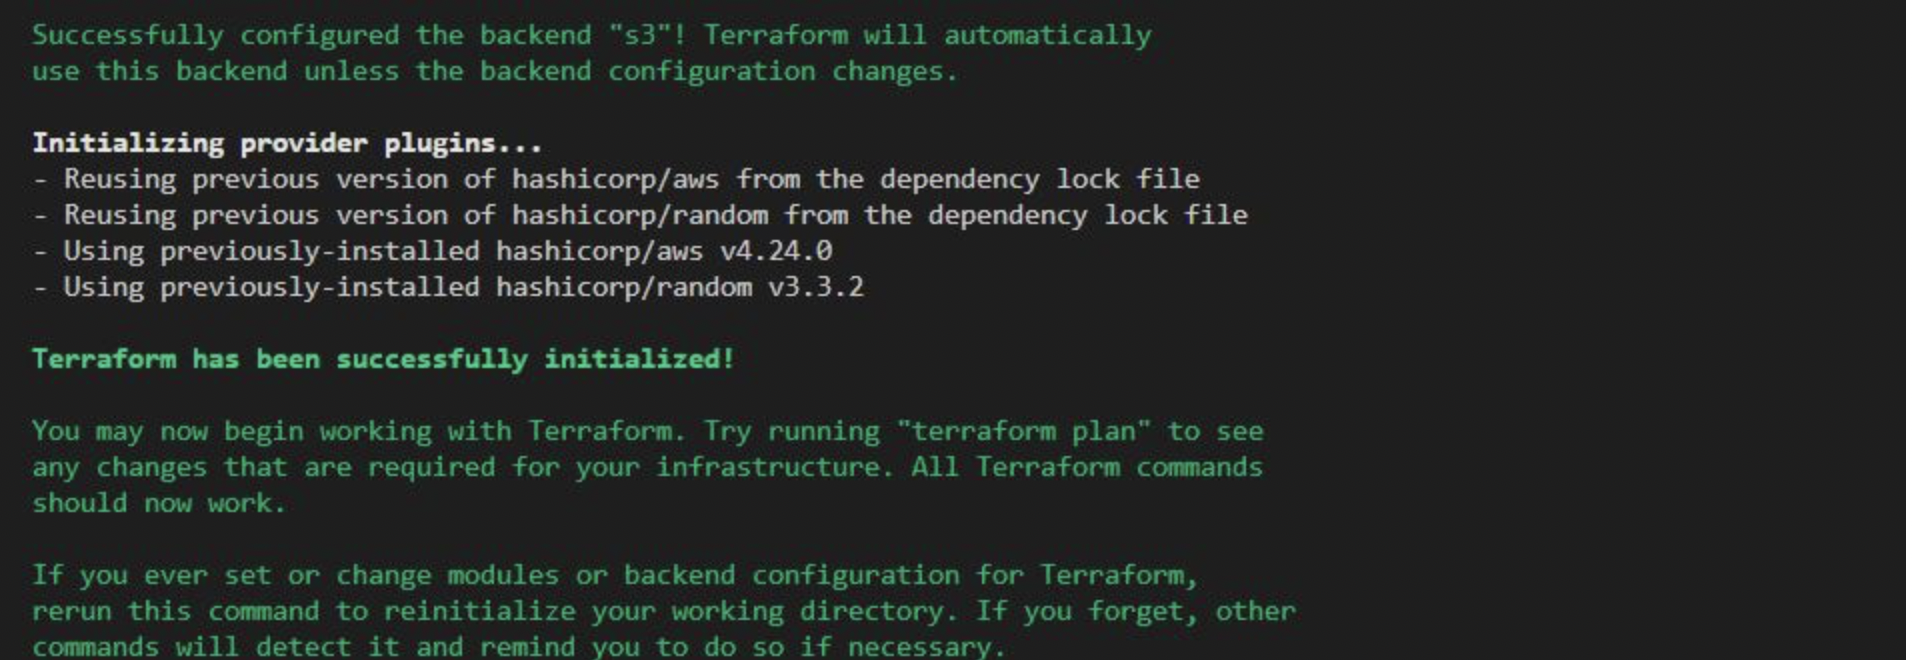 Successfully configured the backend "s3"! Terraform will automatically
use this backend unless the backend configuration changes.
Initializing provider plugins...
- Reusing previous version of hashicorp/aws from the dependency lock file
- Reusing previous version of hashicorp/random from the dependency lock file
- Using previously-installed hashicorp/aws v4.24.0
- Using previously-installed hashicorp/random v3.3.2
Terraform has been successfully initialized!
You may now begin working with Terraform. Try running "terraform plan" to see
any changes that are required for your infrastructure. All Terraform commands
should now work.
If you ever set or change modules or backend configuration for Terraform,
rerun this command to reinitialize your working directory. If you forget, other
commands will detect it and remind you to do so if necessary.